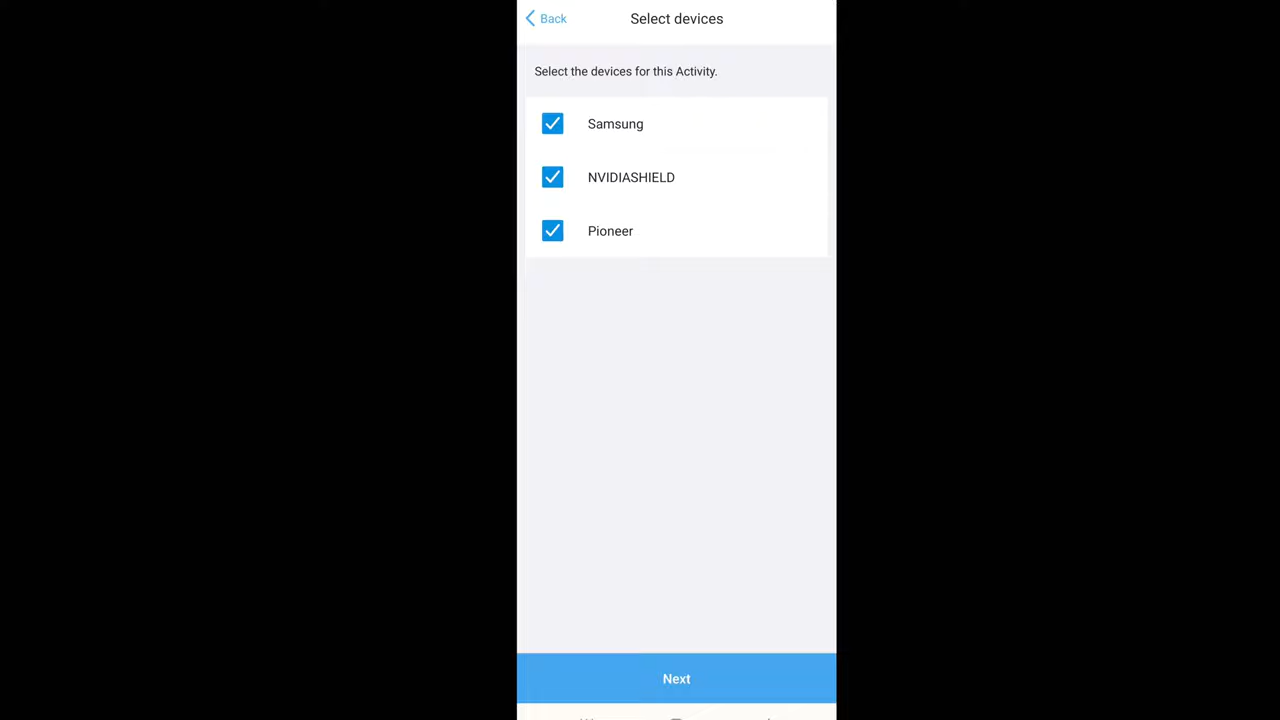 Back
Select devices
Select the devices for this Activity.
Samsung
NVIDIASHIELD
Pioneer
Next